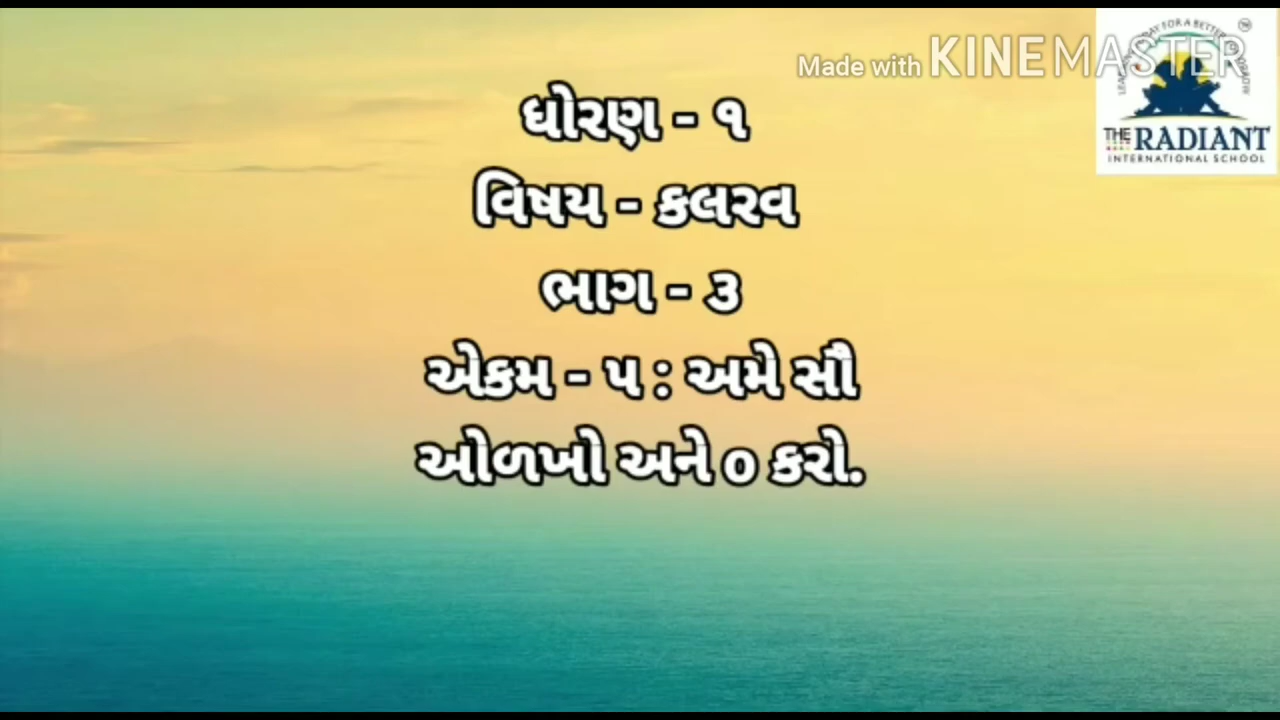 ધોરણ - ૧
વિષય - કલરવ
ભાગ - ૩
એકમ - ૫ : અમે સૌ
ઓળખો અને ૦ કરો.
Made with KINEMASTER
THE RADIANT
INTERNATIONAL SCHOOL